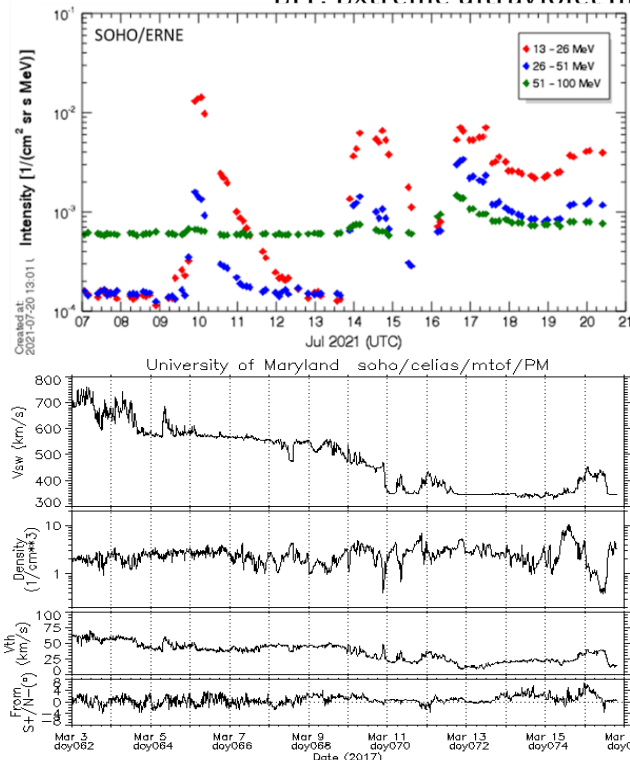 SOHO/ERNE
13 - 26 MeV
26 - 51 MeV
51 - 100 MeV
Intensity [1/(cm² sr s MeV)]
10⁻¹
10⁻²
10⁻³
10⁻⁴
Created at:
2021-07-20 13:01
07 08 09 10 11 12 13 14 15 16 17 18 19 20 21
Jul 2021 (UTC)
University of Maryland soho/celias/mtof/PM
Vsw (km/s)
800
700
600
500
400
300
Density
(1/cm**3)
10
1
Vth
(km/s)
100
75
50
25
0
From
S+/N-(°)
8
4
0
-4
-8
Mar 3 Mar 5 Mar 7 Mar 9 Mar 11 Mar 13 Mar 15 Mar
doy062 doy064 doy066 doy068 doy070 doy072 doy074
Date (2017)